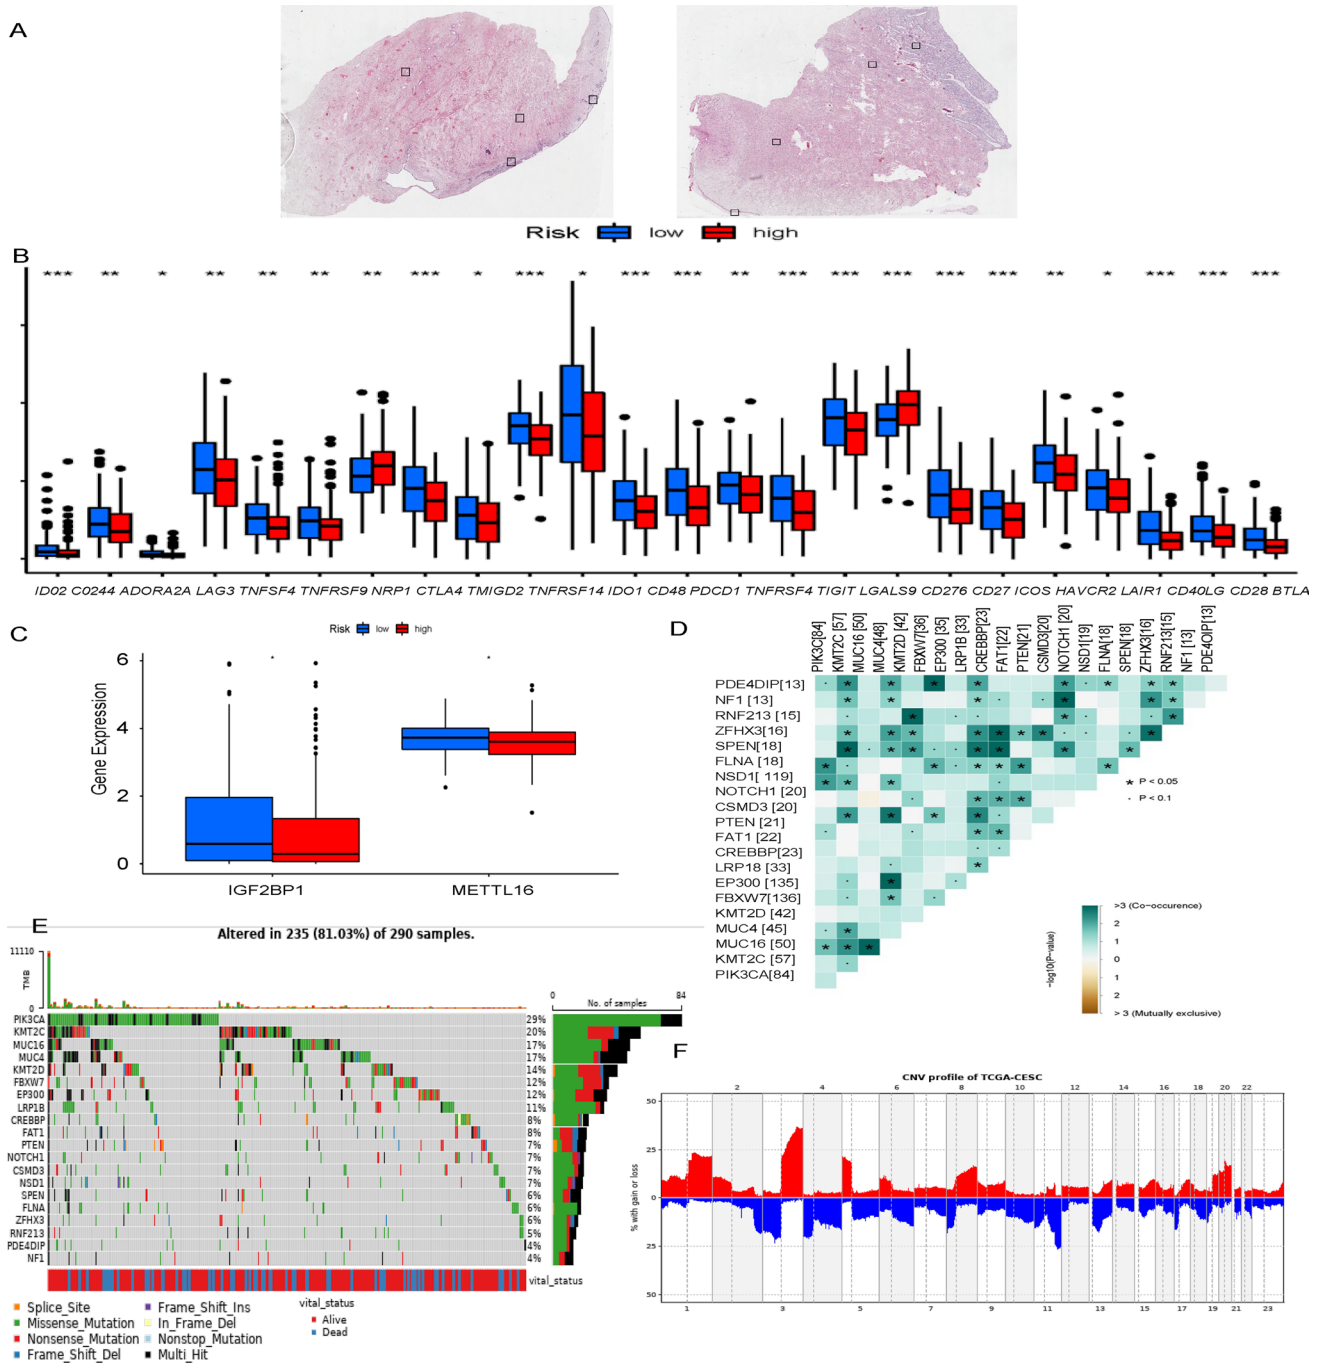 A
Risk low high
B
*** ** * ** ** ** ** *** * *** * *** *** ** *** *** *** *** *** ** * *** *** ***
IDO2 C0244 ADORA2A LAG3 TNFSF4 TNFRSF9 NRP1 CTLA4 TMIGD2 TNFRSF14 IDO1 CD48 PDCD1 TNFRSF4 TIGIT LGALS9 CD276 CD27 ICOS HAVCR2 LAIR1 CD40LG CD28 BTLA
C
Risk low high
Gene Expression
6
4
2
0
IGF2BP1 METTL16
D
PIK3C[84]
KMT2C [57]
MUC16 [50]
MUC4[48]
KMT2D [42]
FBXW7[36]
EP300 [35]
LRP1B [33]
CREBBP[23]
FAT1[22]
PTEN[21]
CSMD3[20]
NOTCH1 [20]
NSD1[19]
FLNA[18]
SPEN[18]
ZFHX3[16]
RNF213[15]
NF1 [13]
PDE4OIP[13]
PDE4DIP[13
NF1 [13]
RNF213 [15]
ZFHX3[16]
SPEN[18]
FLNA [18]
NSD1[ 119]
NOTCH1 [20]
CSMD3 [20]
PTEN [21]
FAT1 [22]
CREBBP[23]
LRP18 [33]
EP300 [135]
FBXW7[136]
KMT2D [42]
MUC4 [45]
MUC16 [50]
KMT2C [57]
PIK3CA[84]
* P < 0.05
· P < 0.1
-log10(P-value)
>3 (Co-occurence)
2
1
0
1
2
> 3 (Mutually exclusive)
E
Altered in 235 (81.03%) of 290 samples.
TMB
11110
0
0 No. of samples 84
PIK3CA 29%
KMT2C 20%
MUC16 17%
MUC4 17%
KMT2D 14%
FBXW7 12%
EP300 12%
LRP1B 11%
CREBBP 8%
FAT1 8%
PTEN 7%
NOTCH1 7%
CSMD3 7%
NSD1 7%
SPEN 6%
FLNA 6%
ZFHX3 6%
RNF213 5%
PDE4DIP 4%
NF1 4%
vital_status
Splice_Site
Missense_Mutation
Nonsense_Mutation
Frame_Shift_Del
Frame_Shift_Ins
In_Frame_Del
Nonstop_Mutation
Multi_Hit
vital_status
Alive
Dead
F
CNV profile of TCGA-CESC
2 4 6 8 10 12 14 16 18 20 22
% with gain or loss
50
25
0
25
50
1 3 5 7 9 11 13 15 17 19 21 23